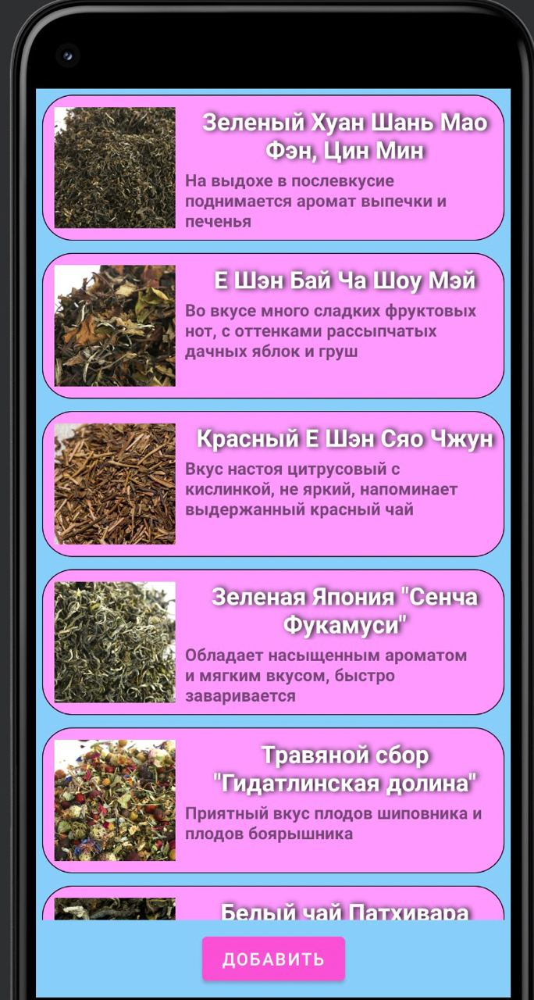 Зеленый Хуан Шань Мао
Фэн, Цин Мин
На выдохе в послевкусие
поднимается аромат выпечки и
печенья
Е Шэн Бай Ча Шоу Мэй
Во вкусе много сладких фруктовых
нот, с оттенками рассыпчатых
дачных яблок и груш
Красный Е Шэн Сяо Чжун
Вкус настоя цитрусовый с
кислинкой, не яркий, напоминает
выдержанный красный чай
Зеленая Япония "Сенча
Фукамуси"
Обладает насыщенным ароматом
и мягким вкусом, быстро
заваривается
Травяной сбор
"Гидатлинская долина"
Приятный вкус плодов шиповника и
плодов боярышника
Белый чай Патхивара
ДОБАВИТЬ